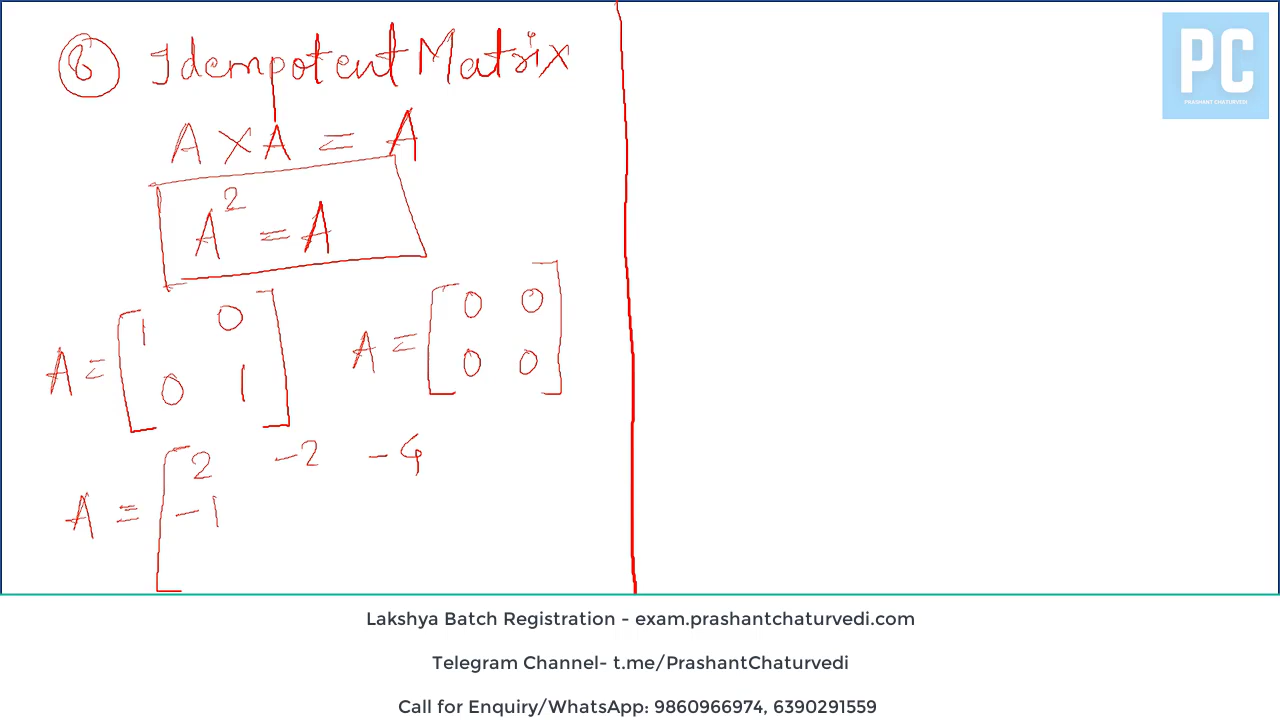 ⑧ Idempotent Matrix
A × A = A
A² = A
A = [1 0
0 1]
A = [0 0
0 0]
A = [2 -2 -4
-1
PC
PRASHANT CHATURVEDI
Lakshya Batch Registration - exam.prashantchaturvedi.com
Telegram Channel- t.me/PrashantChaturvedi
Call for Enquiry/WhatsApp: 9860966974, 6390291559